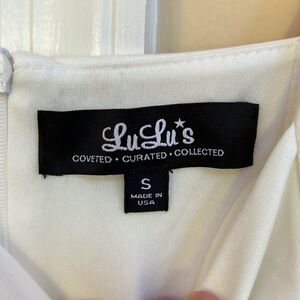 LuLu's
COVETED • CURATED • COLLECTED
S
MADE IN
USA